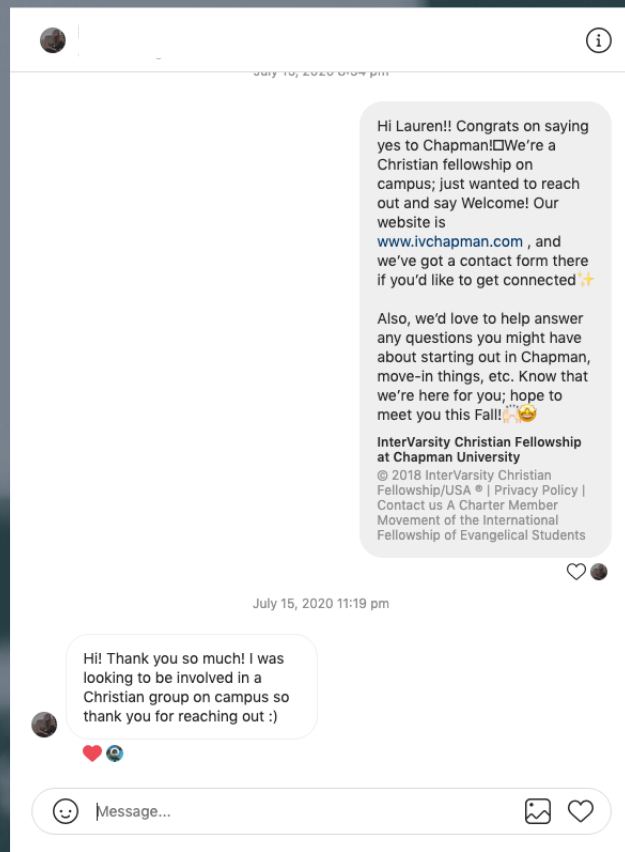 July 15, 2020 8:54 pm
Hi Lauren!! Congrats on saying
yes to Chapman!□We're a
Christian fellowship on
campus; just wanted to reach
out and say Welcome! Our
website is
www.ivchapman.com , and
we've got a contact form there
if you'd like to get connected✨
Also, we'd love to help answer
any questions you might have
about starting out in Chapman,
move-in things, etc. Know that
we're here for you; hope to
meet you this Fall!🙌🏻🤩
InterVarsity Christian Fellowship
at Chapman University
© 2018 InterVarsity Christian
Fellowship/USA ® | Privacy Policy |
Contact us A Charter Member
Movement of the International
Fellowship of Evangelical Students
July 15, 2020 11:19 pm
Hi! Thank you so much! I was
looking to be involved in a
Christian group on campus so
thank you for reaching out :)
Message...